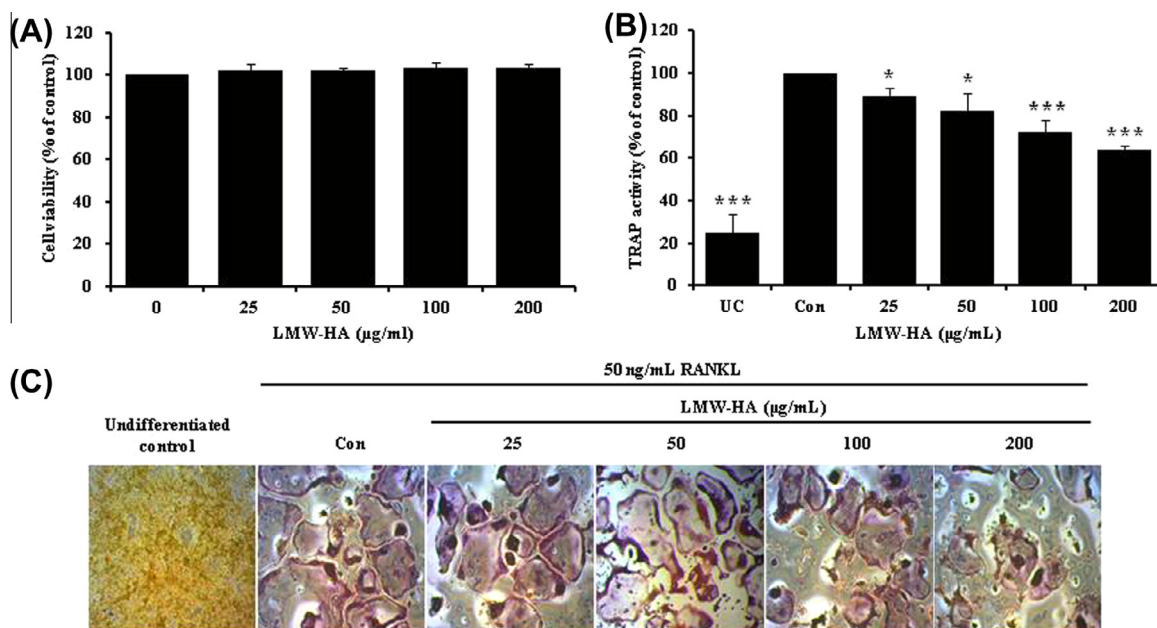 (A)
120
100
80
60
40
20
0
Cell viability (% of control)
0 25 50 100 200
LMW-HA (µg/ml)
(B)
120
100
80
60
40
20
0
TRAP activity (% of control)
***
*
*
***
***
UC Con 25 50 100 200
LMW-HA (µg/mL)
(C)
50 ng/mL RANKL
LMW-HA (µg/mL)
Undifferentiated
control
Con 25 50 100 200